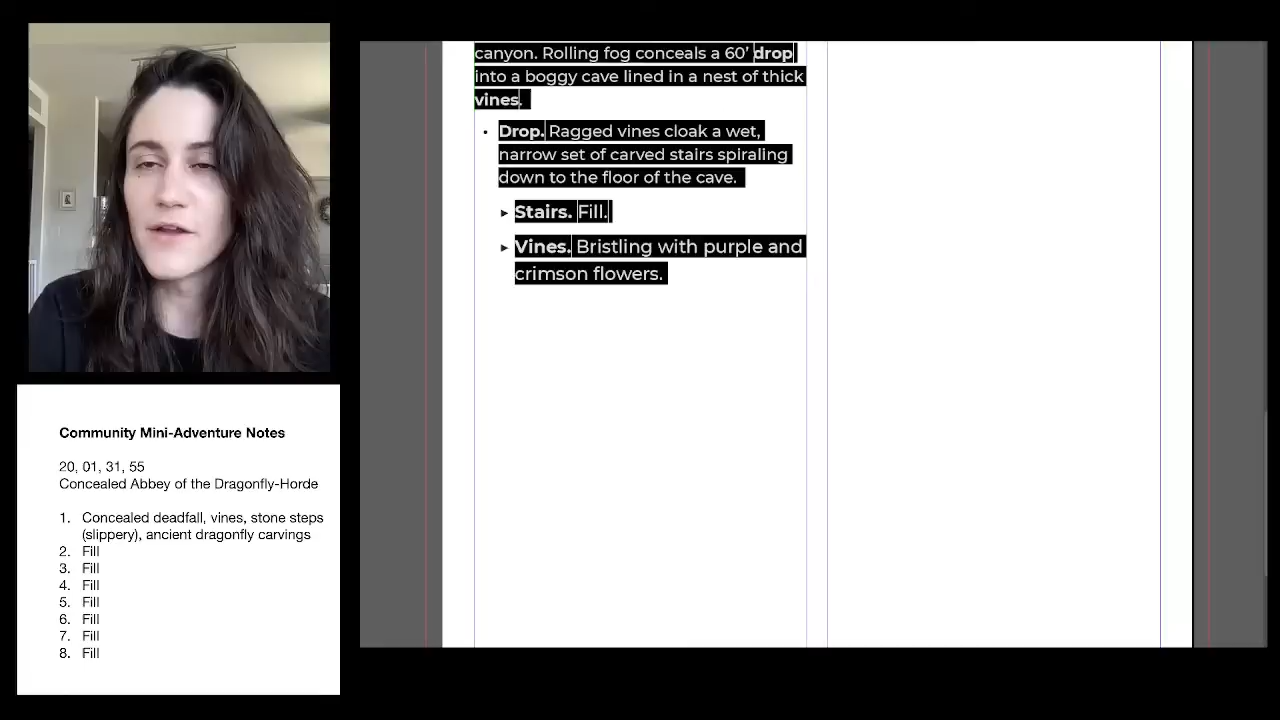 canyon. Rolling fog conceals a 60’ drop
into a boggy cave lined in a nest of thick
vines.
• Drop. Ragged vines cloak a wet,
narrow set of carved stairs spiraling
down to the floor of the cave.
▸ Stairs. Fill.
▸ Vines. Bristling with purple and
crimson flowers.
Community Mini-Adventure Notes
20, 01, 31, 55
Concealed Abbey of the Dragonfly-Horde
1. Concealed deadfall, vines, stone steps
(slippery), ancient dragonfly carvings
2. Fill
3. Fill
4. Fill
5. Fill
6. Fill
7. Fill
8. Fill